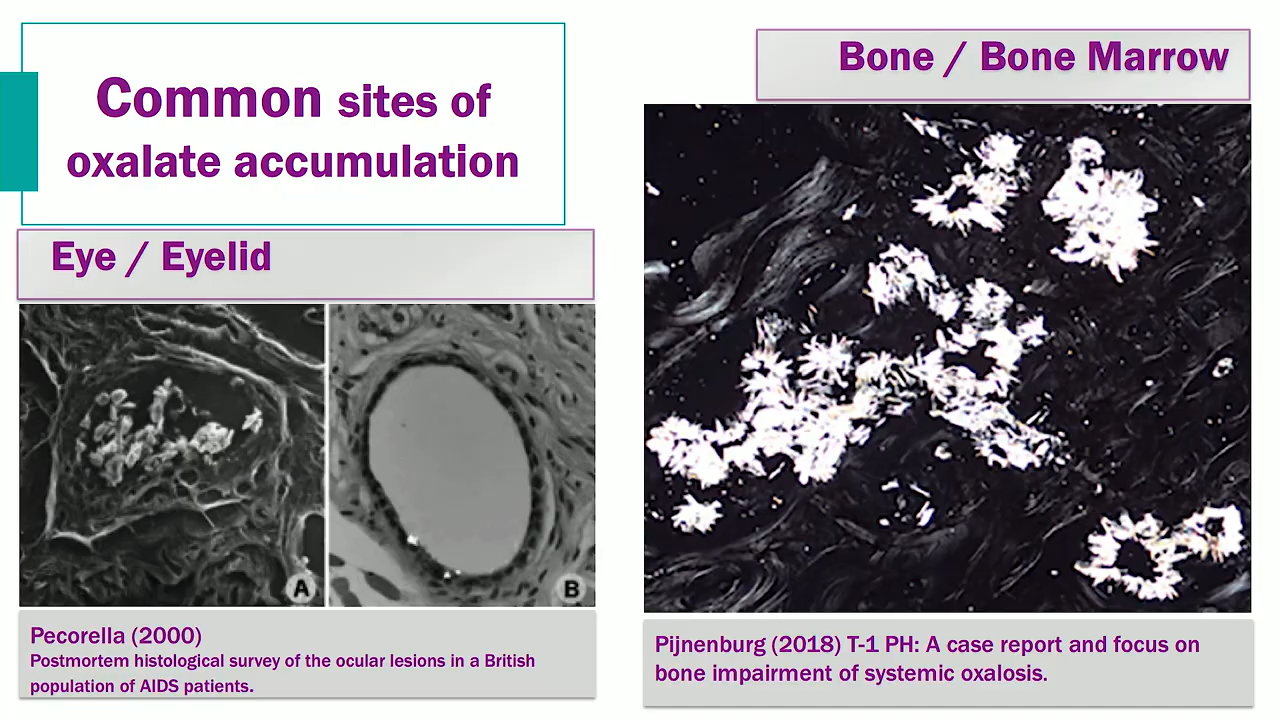 Common sites of
oxalate accumulation
Eye / Eyelid
A
B
Pecorella (2000)
Postmortem histological survey of the ocular lesions in a British
population of AIDS patients.
Bone / Bone Marrow
Pijnenburg (2018) T-1 PH: A case report and focus on
bone impairment of systemic oxalosis.